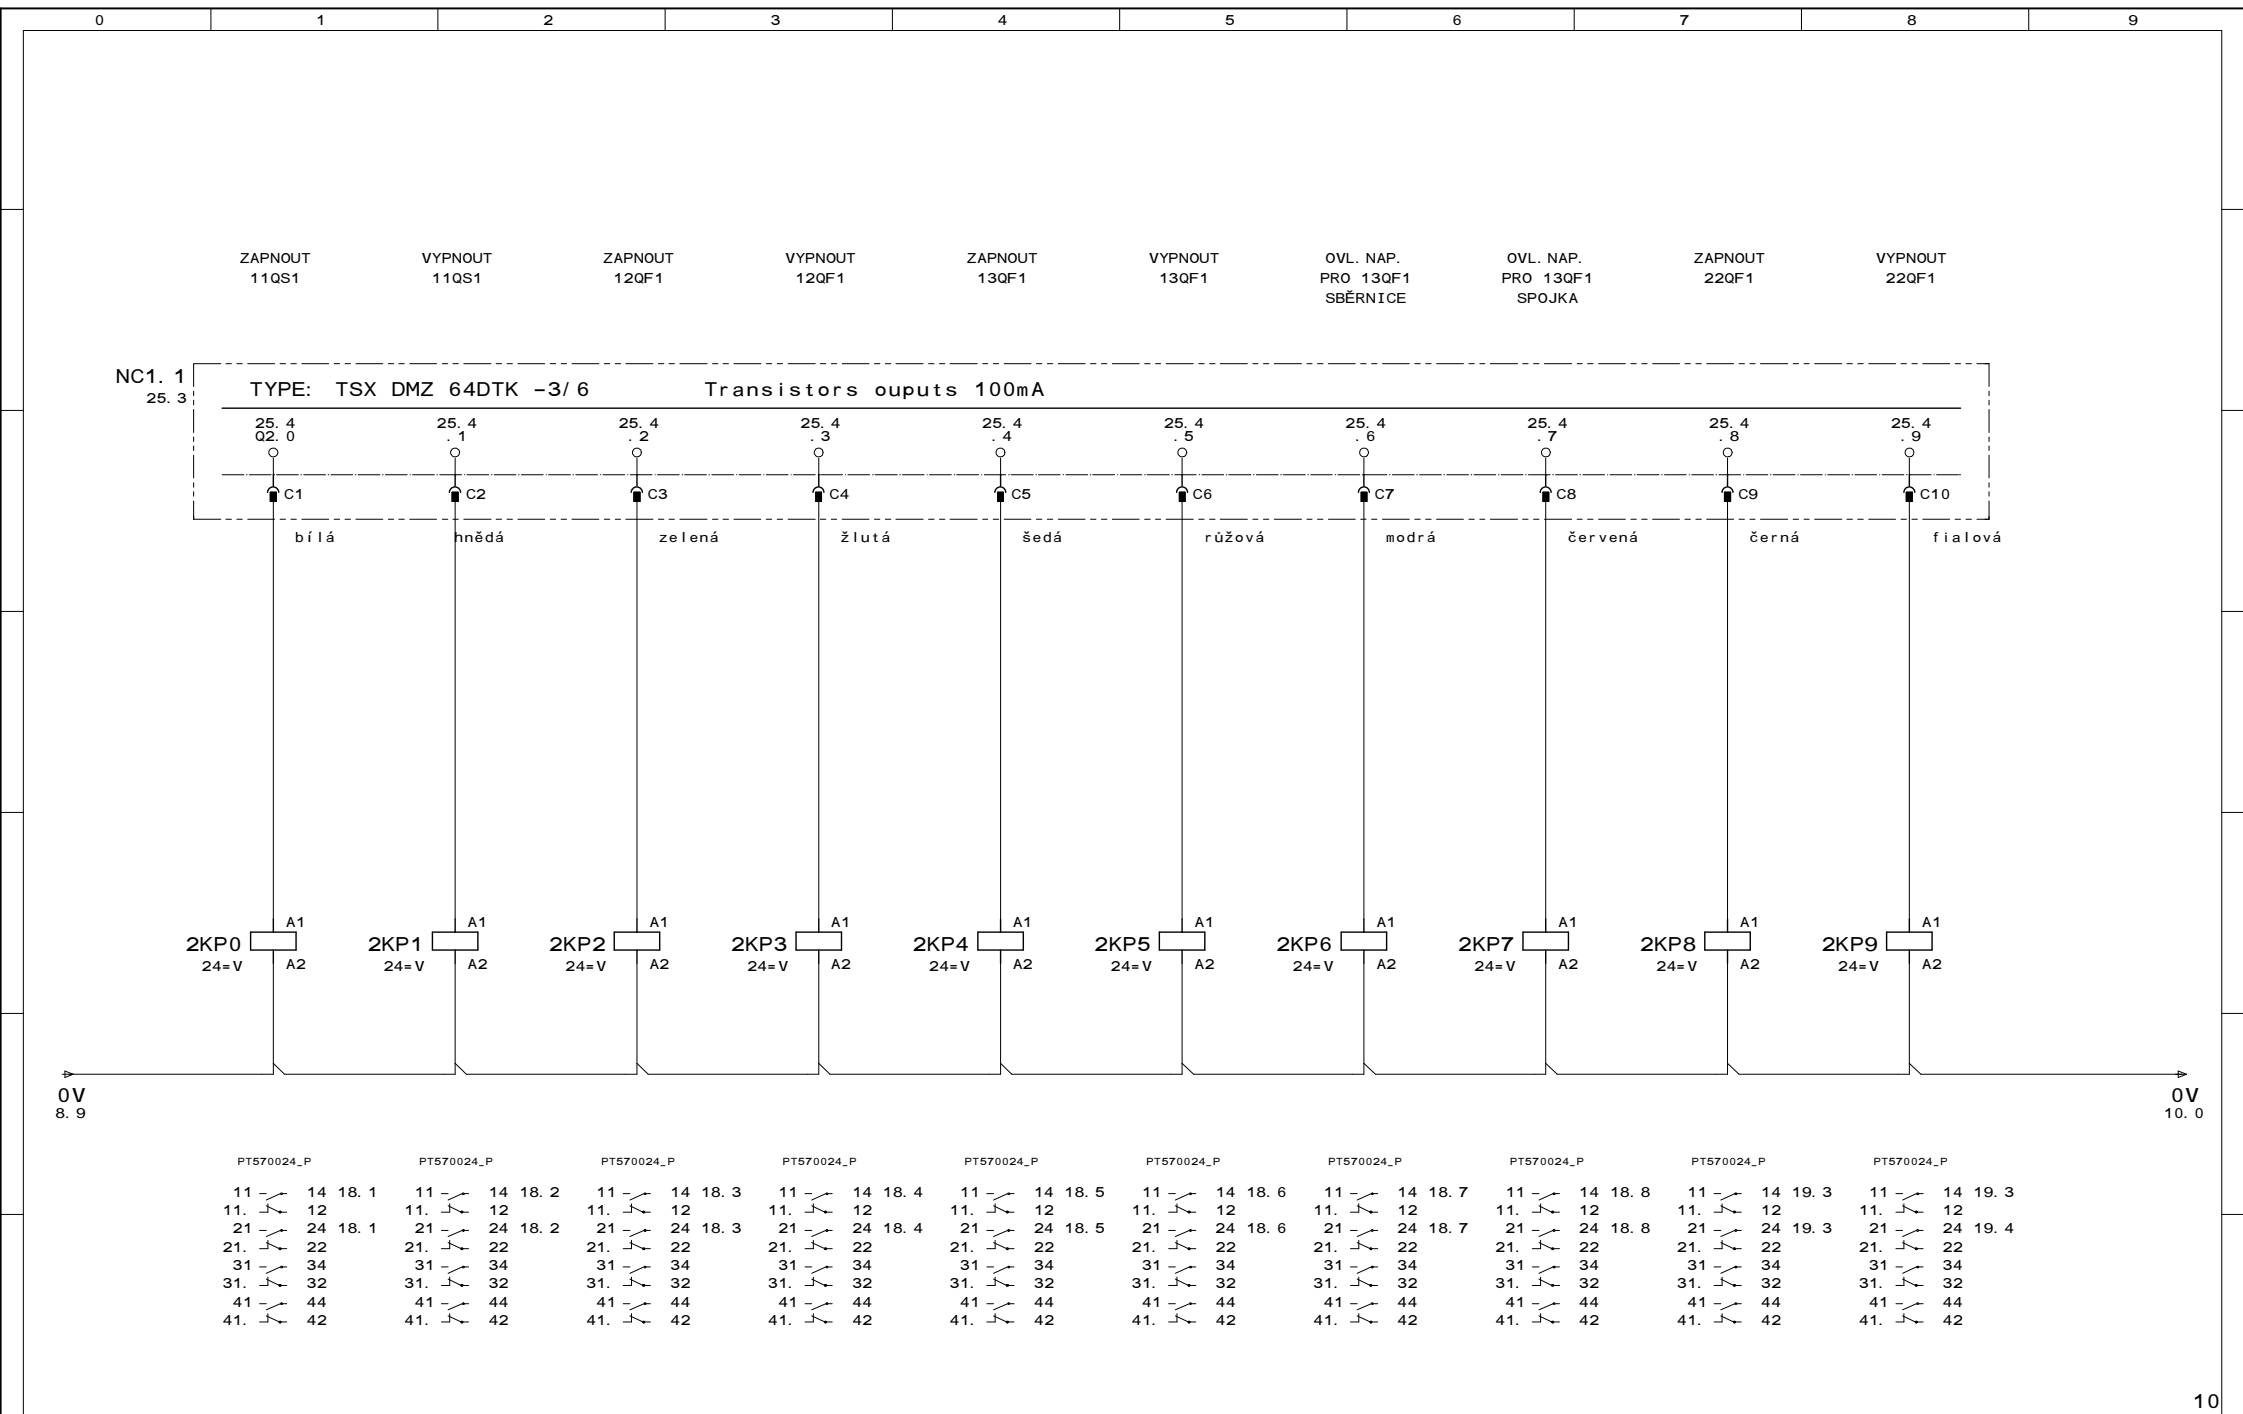 0 1 2 3 4 5 6 7 8 9
ZAPNOUT VYPNOUT ZAPNOUT VYPNOUT ZAPNOUT VYPNOUT OVL. NAP. OVL. NAP. ZAPNOUT VYPNOUT
11QS1 11QS1 12QF1 12QF1 13QF1 13QF1 PRO 13QF1 PRO 13QF1 22QF1 22QF1
SBĚRNICE SPOJKA
NC1. 1 TYPE: TSX DMZ 64DTK -3/ 6 Transistors ouputs 100mA
25. 3
25. 4 25. 4 25. 4 25. 4 25. 4 25. 4 25. 4 25. 4 25. 4 25. 4
Q2. 0 . 1 . 2 . 3 . 4 . 5 . 6 . 7 . 8 . 9
C1 C2 C3 C4 C5 C6 C7 C8 C9 C10
bílá hnědá zelená žlutá šedá růžová modrá červená černá fialová
A1 A1 A1 A1 A1 A1 A1 A1 A1 A1
2KP0 2KP1 2KP2 2KP3 2KP4 2KP5 2KP6 2KP7 2KP8 2KP9
24=V A2 24=V A2 24=V A2 24=V A2 24=V A2 24=V A2 24=V A2 24=V A2 24=V A2 24=V A2
0V 0V
8. 9 10. 0
PT570024_P PT570024_P PT570024_P PT570024_P PT570024_P PT570024_P PT570024_P PT570024_P PT570024_P PT570024_P
11 14 18. 1 11 14 18. 2 11 14 18. 3 11 14 18. 4 11 14 18. 5 11 14 18. 6 11 14 18. 7 11 14 18. 8 11 14 19. 3 11 14 19. 3
11. 12 11. 12 11. 12 11. 12 11. 12 11. 12 11. 12 11. 12 11. 12 11. 12
21 24 18. 1 21 24 18. 2 21 24 18. 3 21 24 18. 4 21 24 18. 5 21 24 18. 6 21 24 18. 7 21 24 18. 8 21 24 19. 3 21 24 19. 4
21. 22 21. 22 21. 22 21. 22 21. 22 21. 22 21. 22 21. 22 21. 22 21. 22
31 34 31 34 31 34 31 34 31 34 31 34 31 34 31 34 31 34 31 34
31. 32 31. 32 31. 32 31. 32 31. 32 31. 32 31. 32 31. 32 31. 32 31. 32
41 44 41 44 41 44 41 44 41 44 41 44 41 44 41 44 41 44 41 44
41. 42 41. 42 41. 42 41. 42 41. 42 41. 42 41. 42 41. 42 41. 42 41. 42
10